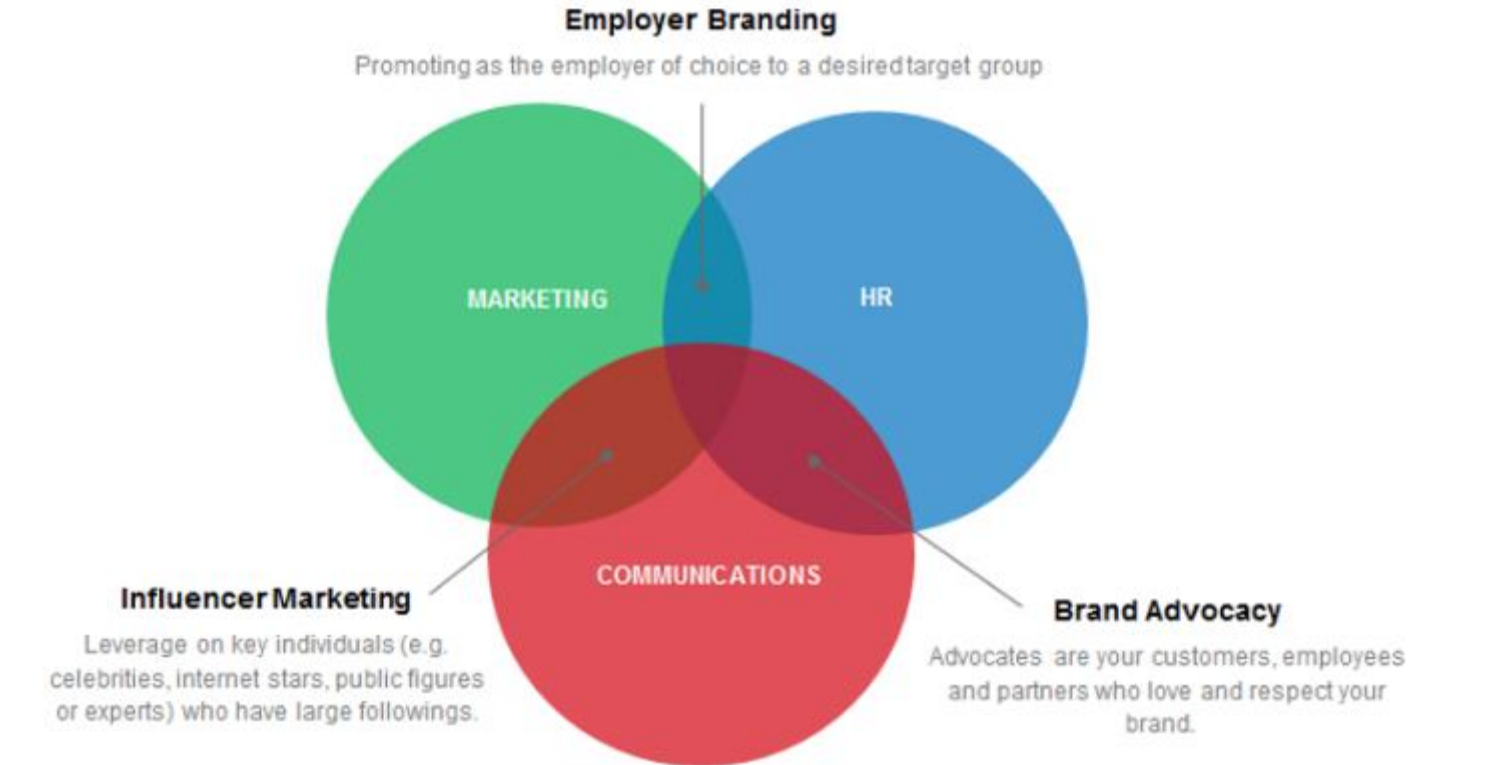 Employer Branding
Promoting as the employer of choice to a desired target group
MARKETING
HR
COMMUNICATIONS
Influencer Marketing
Leverage on key individuals (e.g.
celebrities, internet stars, public figures
or experts) who have large followings.
Brand Advocacy
Advocates are your customers, employees
and partners who love and respect your
brand.